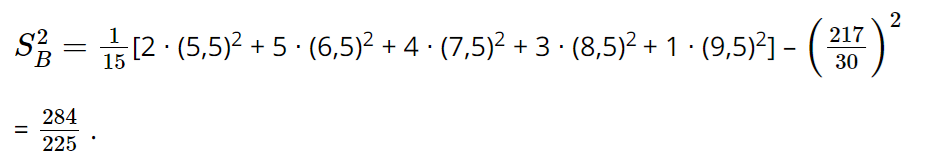 S_B^2 = 1/15 [2 · (5,5)² + 5 · (6,5)² + 4 · (7,5)² + 3 · (8,5)² + 1 · (9,5)²] – (217/30)²
= 284/225 .